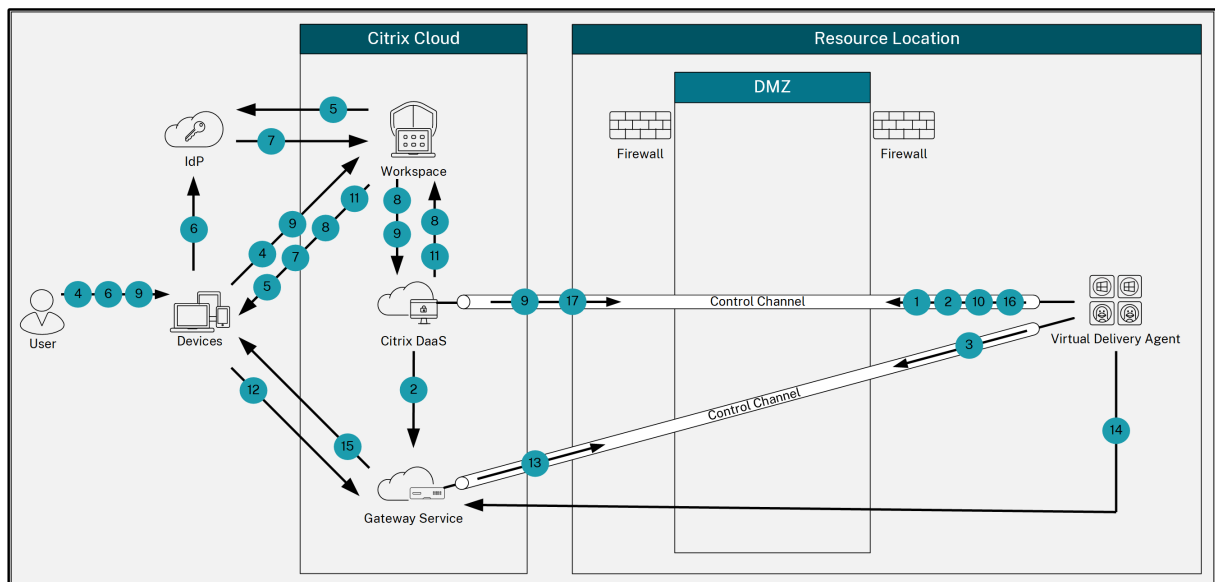 Citrix Cloud
Resource Location
DMZ
5
Firewall
Firewall
7
IdP
Workspace
11
8
9
8
8
6
4
7
9
11
5
4 6 9
9 17
Control Channel
1 2 10 16
User
Devices
Citrix DaaS
3
Virtual Delivery Agent
2
12
Control Channel
14
15
13
Gateway Service